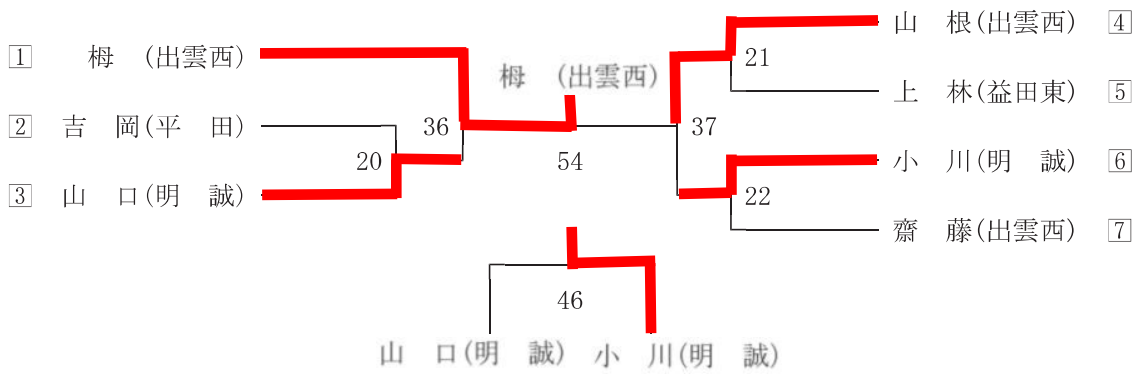 1 栂 (出雲西)
2 吉 岡(平 田)
3 山 口(明 誠)
36
20
栂 (出雲西)
54
37
21
22
山 根(出雲西) 4
上 林(益田東) 5
小 川(明 誠) 6
齋 藤(出雲西) 7
46
山 口(明 誠) 小 川(明 誠)